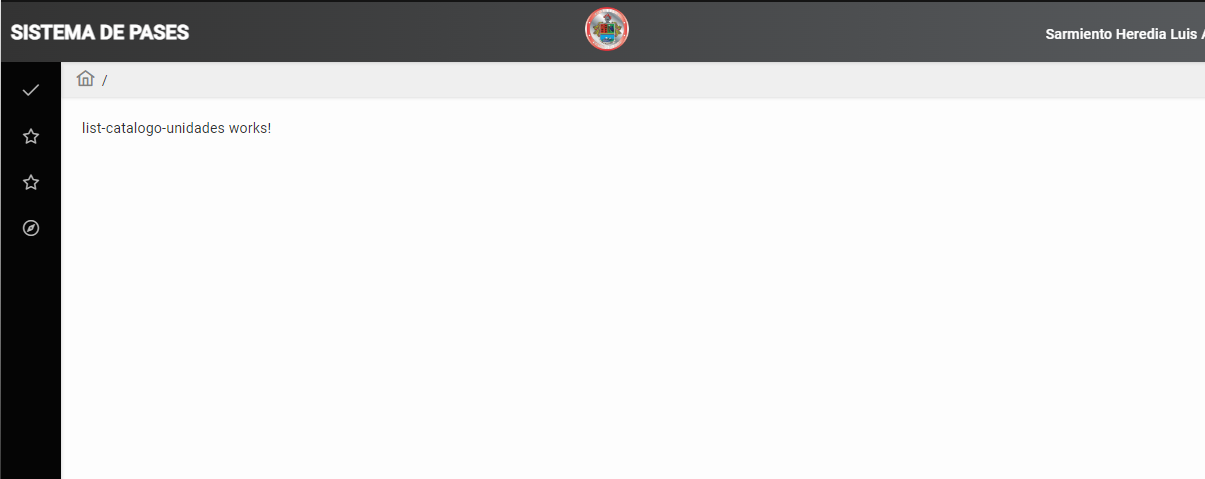 SISTEMA DE PASES
Sarmiento Heredia Luis
/
list-catalogo-unidades works!